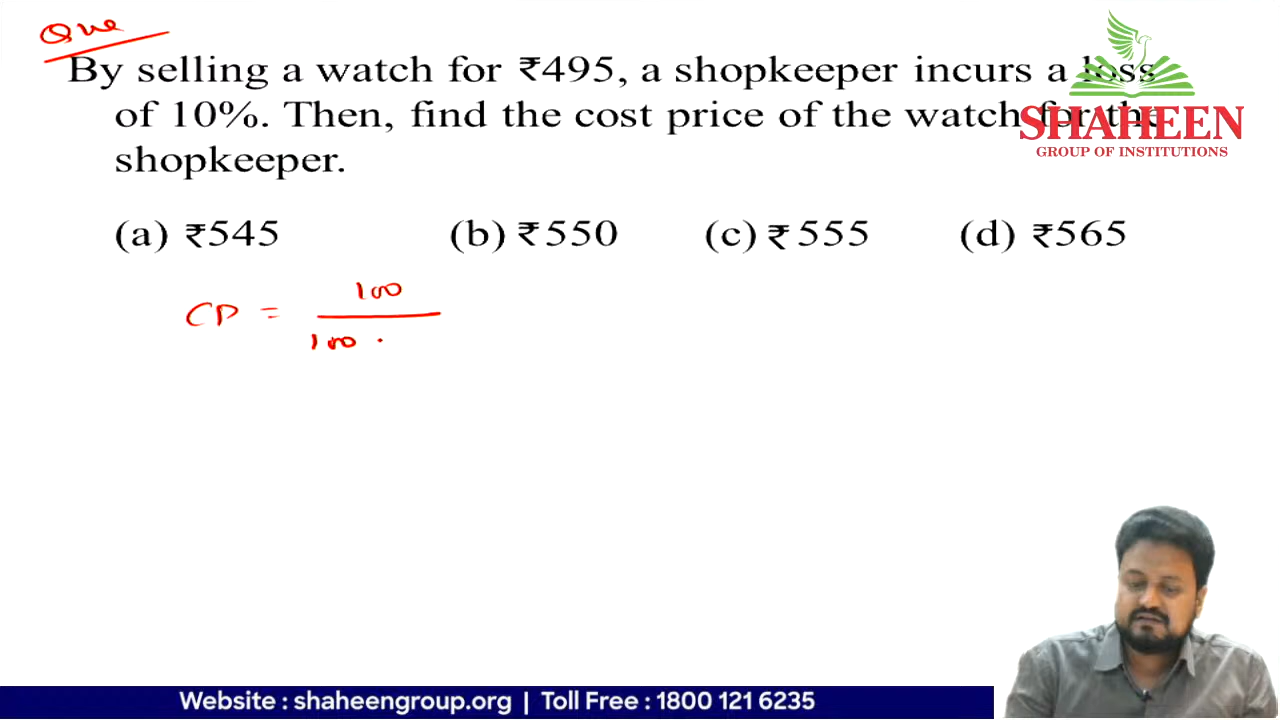 Que
By selling a watch for ₹495, a shopkeeper incurs a loss
of 10%. Then, find the cost price of the watch for the
shopkeeper.
SHAHEEN
GROUP OF INSTITUTIONS
(a) ₹545 (b) ₹550 (c) ₹555 (d) ₹565
CP = 100
100
Website : shaheengroup.org | Toll Free : 1800 121 6235